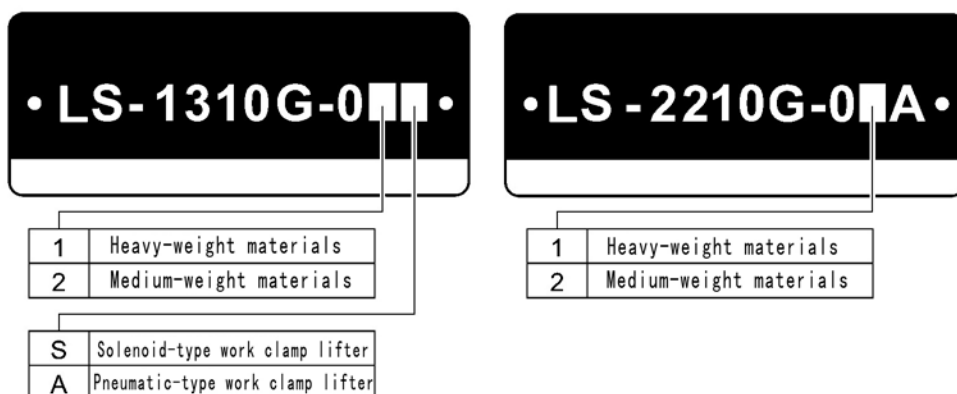 • LS-1310G-0■■ •
1 Heavy-weight materials
2 Medium-weight materials
S Solenoid-type work clamp lifter
A Pneumatic-type work clamp lifter
• LS-2210G-0■A •
1 Heavy-weight materials
2 Medium-weight materials